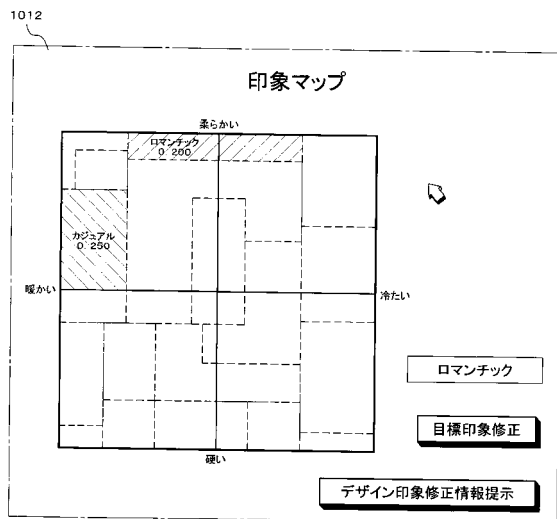 1012
印象マップ
柔らかい
ロマンチック
0.200
カジュアル
0.250
暖かい
冷たい
ロマンチック
目標印象修正
硬い
デザイン印象修正情報提示